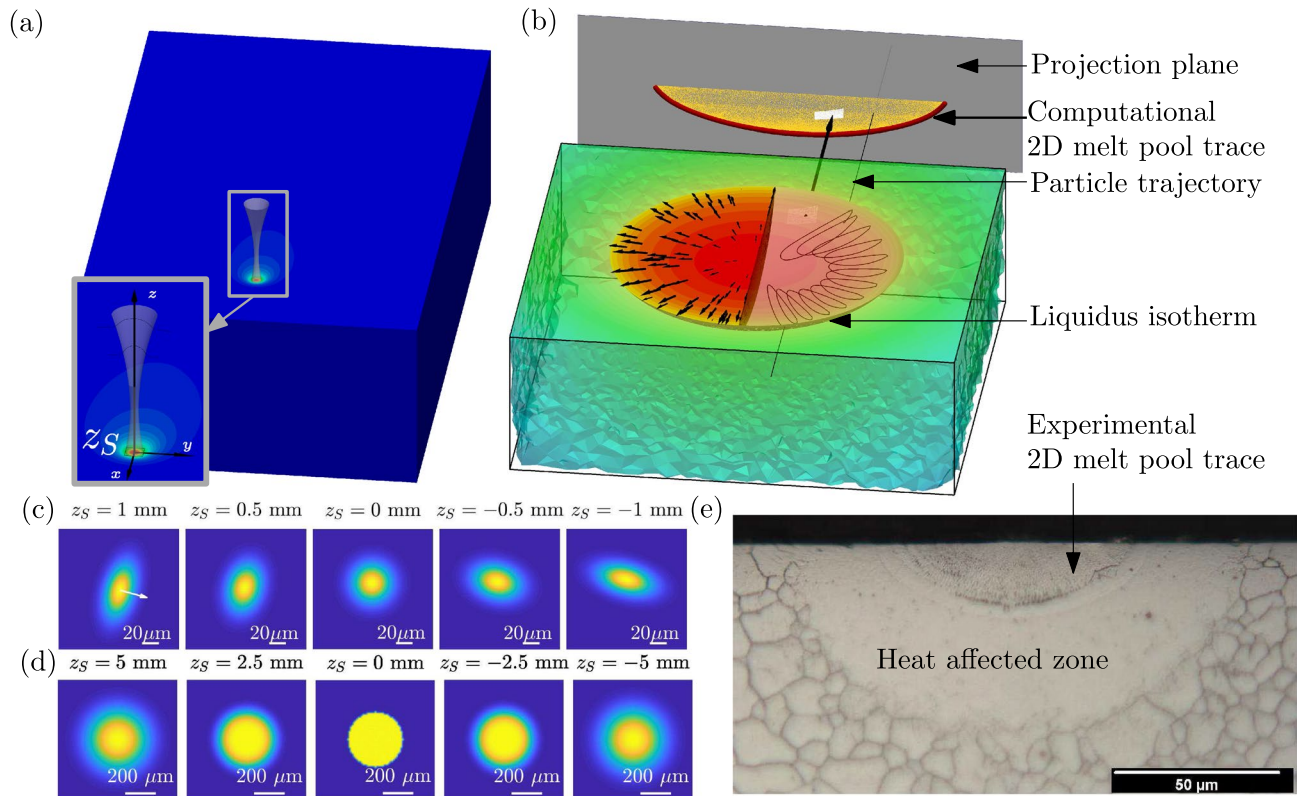 (a)
z
z_S
y
x
(b)
Projection plane
Computational
2D melt pool trace
Particle trajectory
Liquidus isotherm
Experimental
2D melt pool trace
(c)
z_S = 1 mm
z_S = 0.5 mm
z_S = 0 mm
z_S = −0.5 mm
z_S = −1 mm
20μm
20μm
20μm
20μm
20μm
(d)
z_S = 5 mm
z_S = 2.5 mm
z_S = 0 mm
z_S = −2.5 mm
z_S = −5 mm
200 μm
200 μm
200 μm
200 μm
200 μm
(e)
Heat affected zone
50 μm